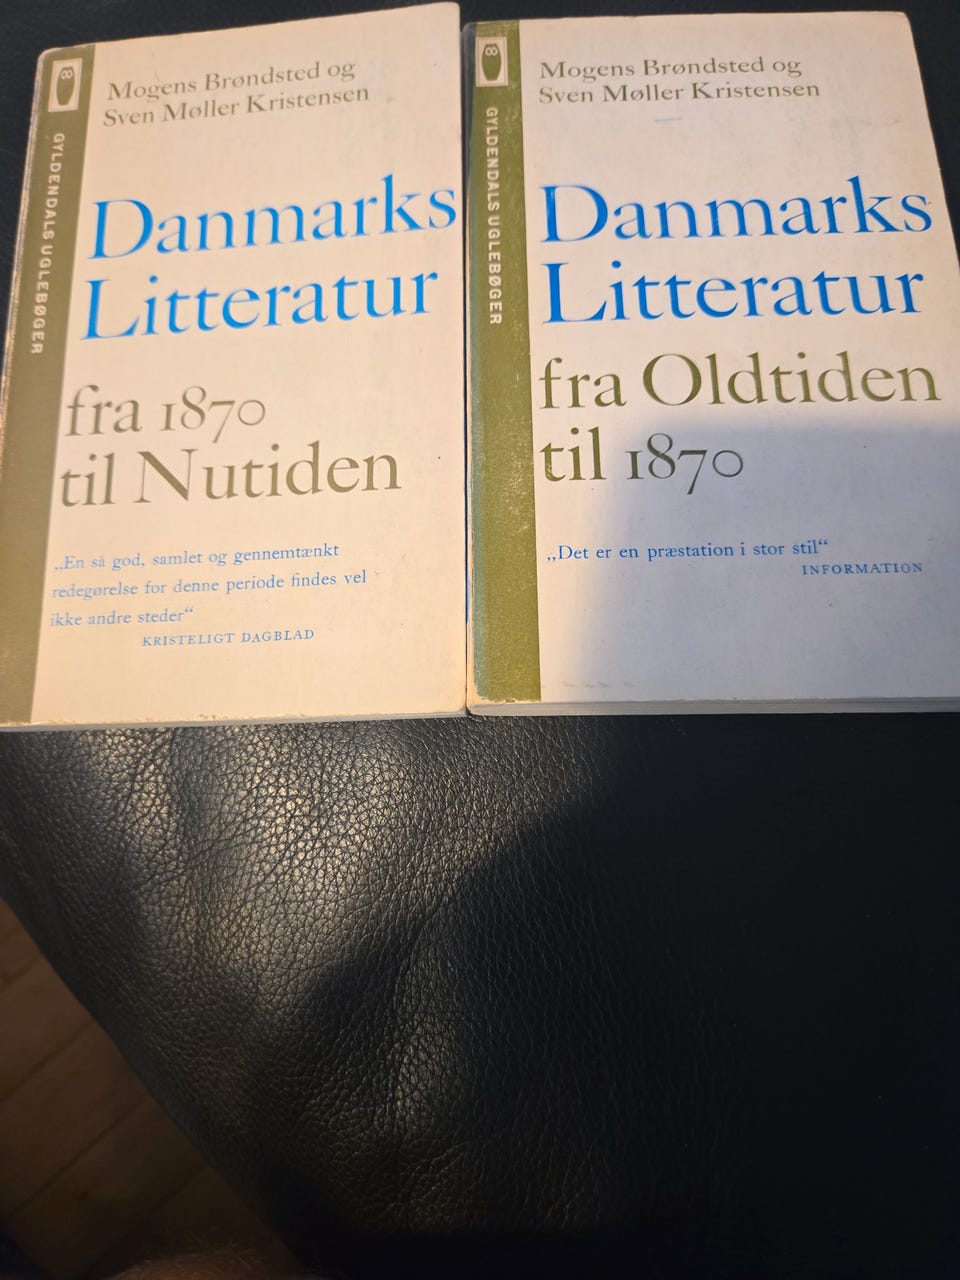 GYLDENDALS UGLEBØGER
Mogens Brøndsted og
Sven Møller Kristensen
Danmarks
Litteratur
fra 1870
til Nutiden
„En så god, samlet og gennemtænkt
redegørelse for denne periode findes vel
ikke andre steder“
KRISTELIGT DAGBLAD
GYLDENDALS UGLEBØGER
Mogens Brøndsted og
Sven Møller Kristensen
Danmarks
Litteratur
fra Oldtiden
til 1870
„Det er en præstation i stor stil“
INFORMATION